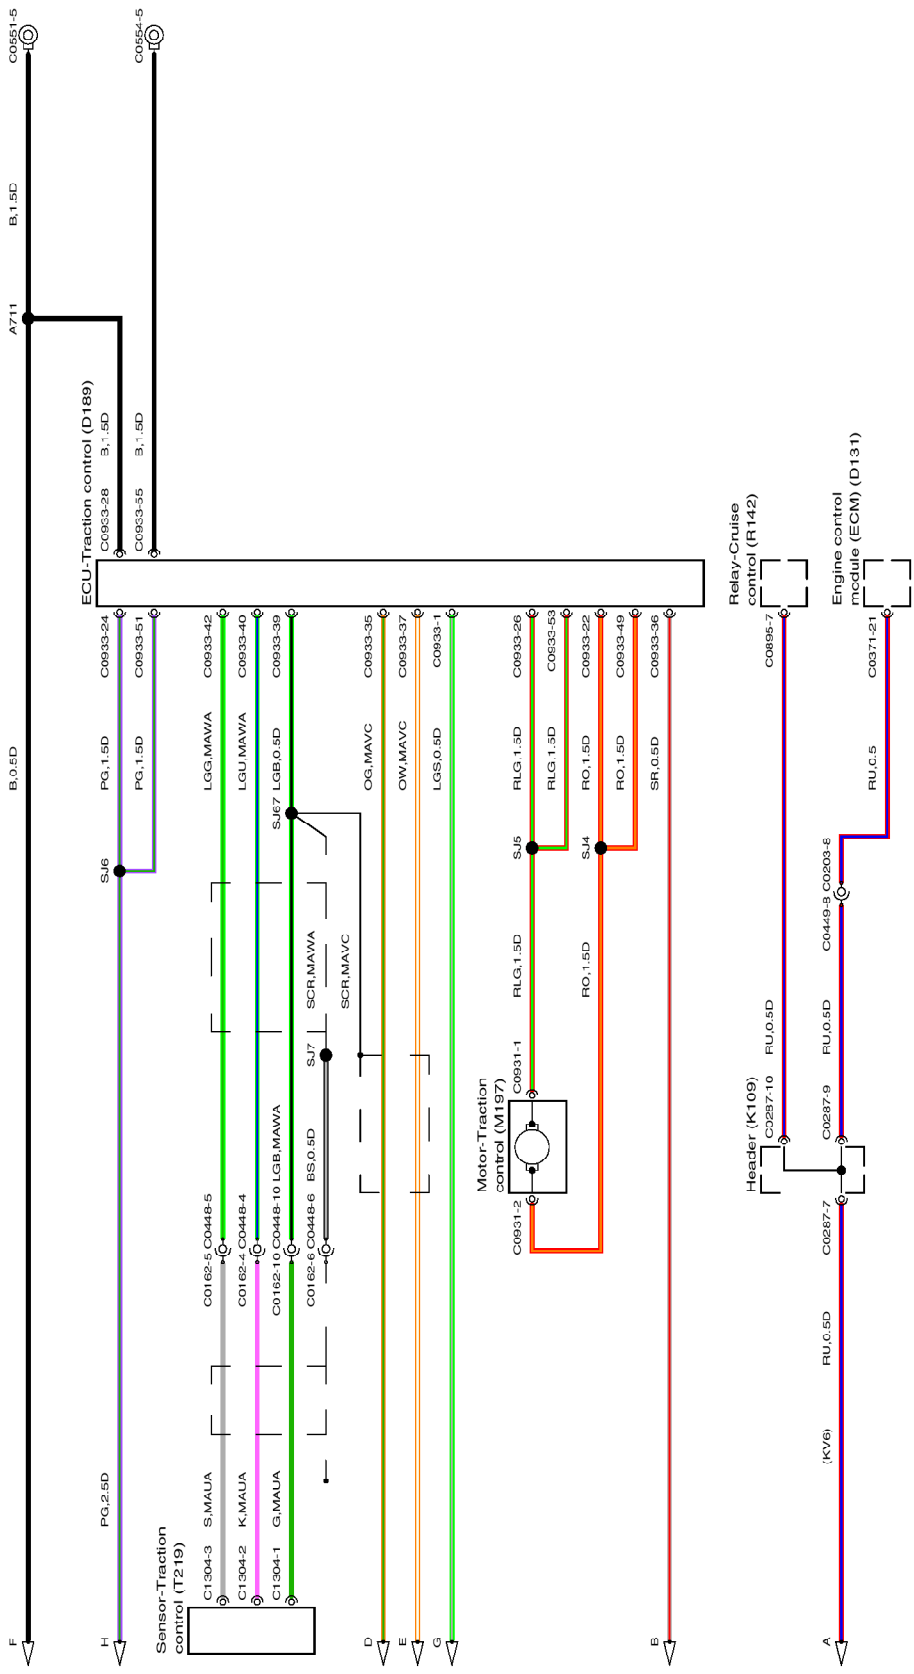 C0551-5
C0554-5
B,1.5D
A711
ECU-Traction control (D189)
B,1.5D
B,1.5D
C0933-28
C0933-55
B,0.5D
C0933-24
C0933-51
C0933-42
C0933-40
C0933-39
C0933-35
C0933-37
C0933-1
C0933-26
C0933-53
C0933-22
C0933-49
C0933-36
PG,1.5D
PG,1.5D
LGG,MAWA
LGU,MAWA
LGB,0.5D
OG,MAVC
OW,MAVC
LGS,0.5D
RLG,1.5D
RLG,1.5D
RO,1.5D
RO,1.5D
SR,0.5D
Relay-Cruise
control (R142)
Engine control
module (ECM) (D131)
C0895-7
C0371-21
RU,0.5
SJ6
SJ67
SJ5
SJ4
C0203-8
C0449-8
SCR,MAWA
SCR,MAVC
RLG,1.5D
RO,1.5D
RU,0.5D
RU,0.5D
SJ7
C0931-1
Motor-Traction
control (M197)
C0931-2
Header (K109)
C0287-10
C0287-9
C0287-7
LGB,MAWA
BS,0.5D
C0448-5
C0448-4
C0448-10
C0448-6
C0162-5
C0162-4
C0162-10
C0162-6
RU,0.5D
(KV6)
PG,2.5D
S,MAUA
K,MAUA
G,MAUA
C1304-3
C1304-2
C1304-1
Sensor-Traction
control (T219)
F
H
D
E
G
B
A